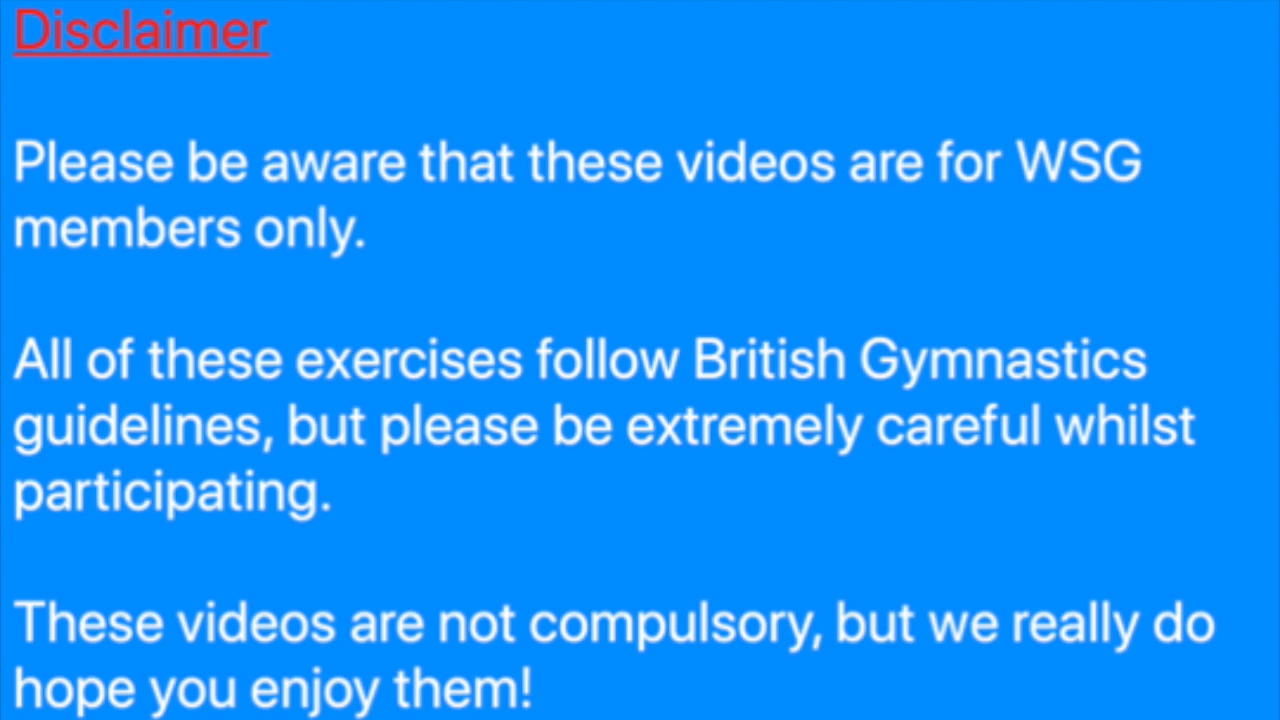 Disclaimer
Please be aware that these videos are for WSG
members only.
All of these exercises follow British Gymnastics
guidelines, but please be extremely careful whilst
participating.
These videos are not compulsory, but we really do
hope you enjoy them!